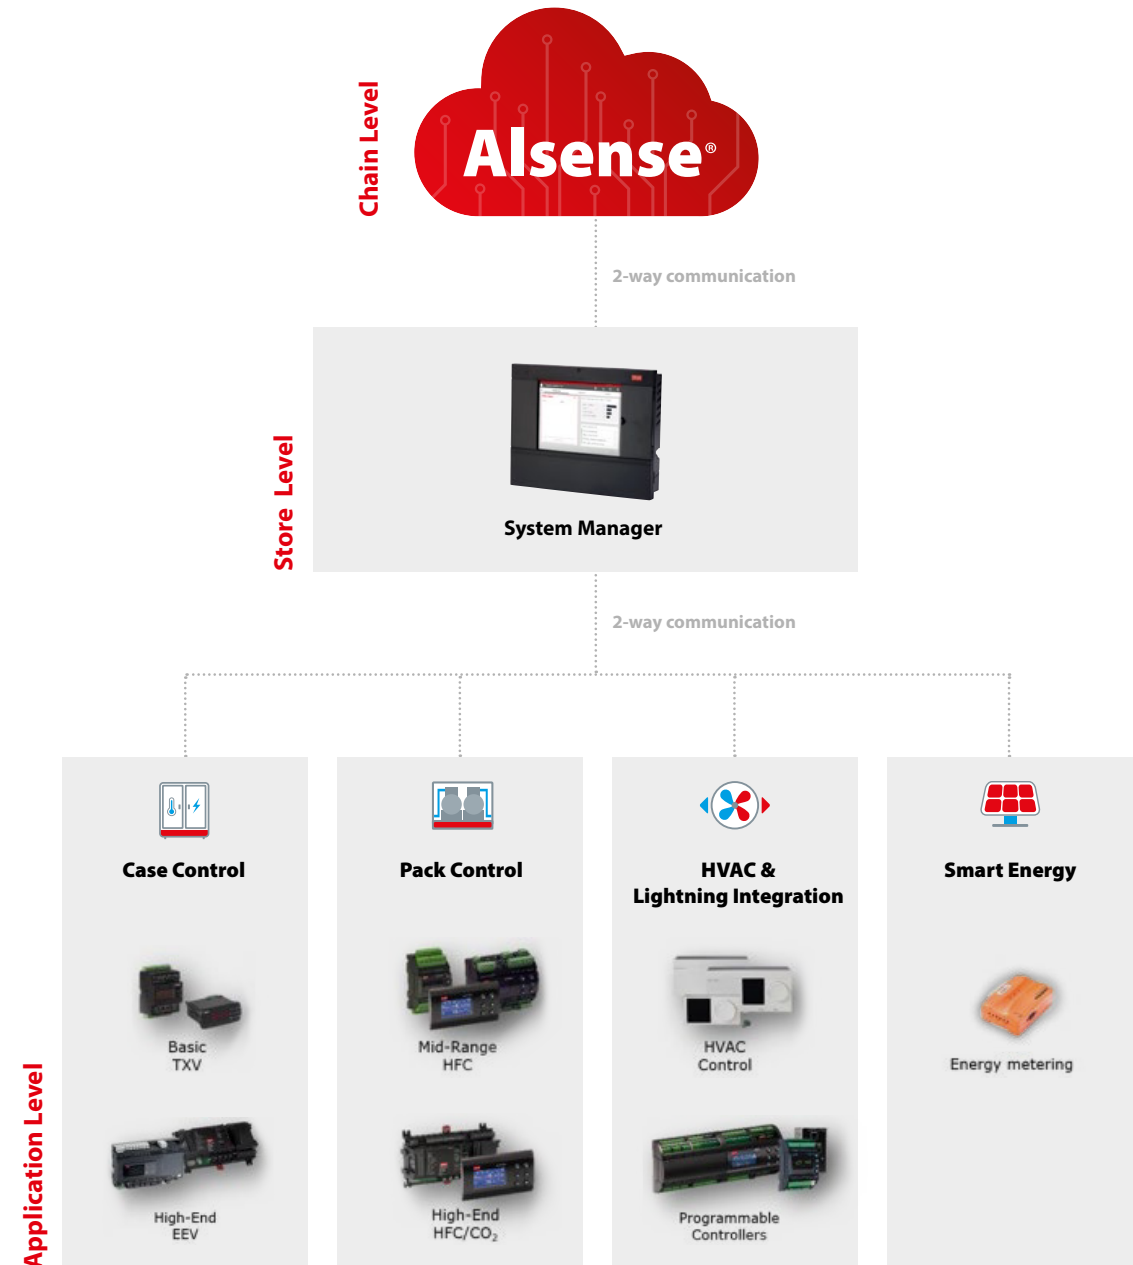 Chain Level
Alsense®
2-way communication
Store Level
System Manager
2-way communication
Application Level
Case Control
Basic
TXV
High-End
EEV
Pack Control
Mid-Range
HFC
High-End
HFC/CO₂
HVAC &
Lightning Integration
HVAC
Control
Programmable
Controllers
Smart Energy
Energy metering